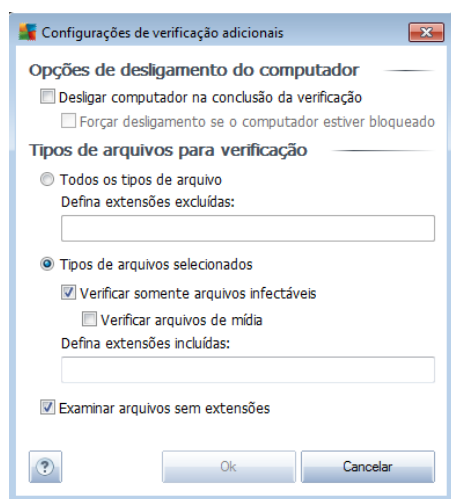 Configurações de verificação adicionais
Opções de desligamento do computador
Desligar computador na conclusão da verificação
Forçar desligamento se o computador estiver bloqueado
Tipos de arquivos para verificação
Todos os tipos de arquivo
Defina extensões excluídas:
Tipos de arquivos selecionados
Verificar somente arquivos infectáveis
Verificar arquivos de mídia
Defina extensões incluídas:
Examinar arquivos sem extensões
?
Ok
Cancelar